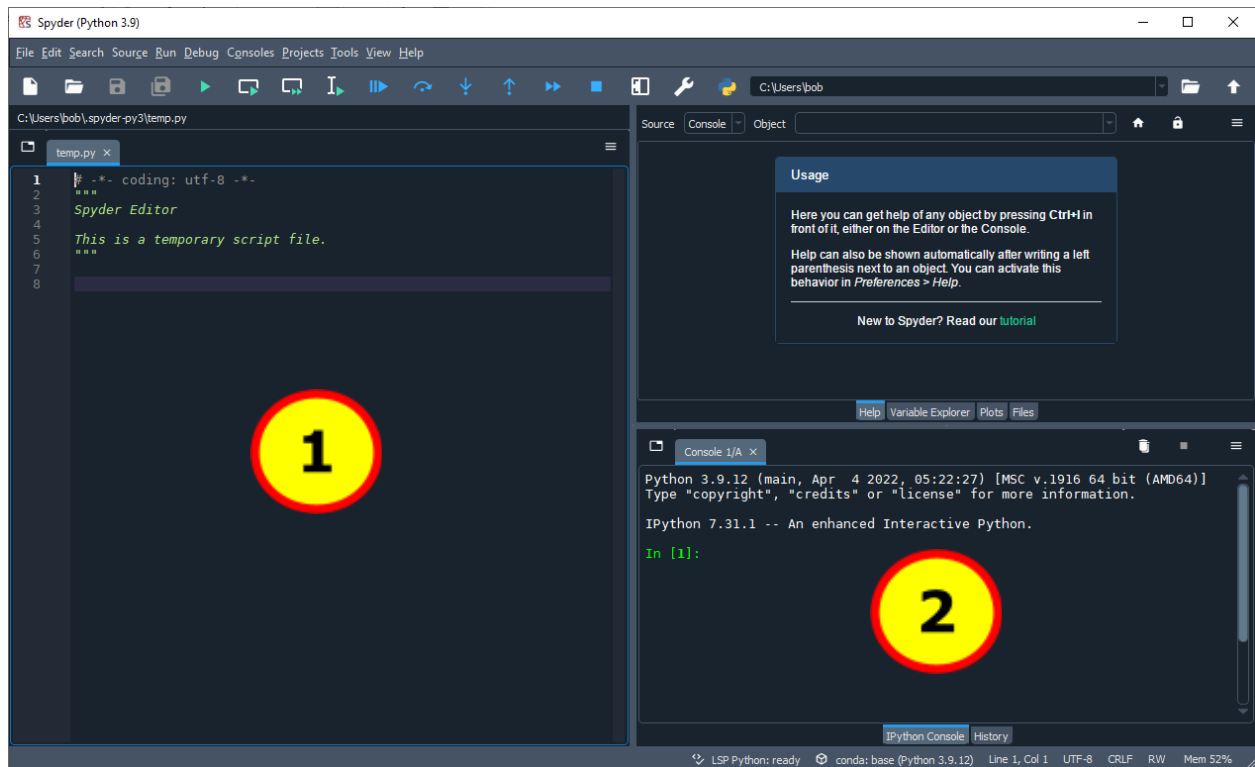 Spyder (Python 3.9)
File Edit Search Source Run Debug Consoles Projects Tools View Help
C:\Users\bob
C:\Users\bob\.spyder-py3\temp.py
temp.py
1 # -*- coding: utf-8 -*-
2 """
3 Spyder Editor
4
5 This is a temporary script file.
6 """
7
8
1
Source Console Object
Usage
Here you can get help of any object by pressing Ctrl+I in
front of it, either on the Editor or the Console.
Help can also be shown automatically after writing a left
parenthesis next to an object. You can activate this
behavior in Preferences > Help.
New to Spyder? Read our tutorial
Help Variable Explorer Plots Files
Console 1/A
Python 3.9.12 (main, Apr  4 2022, 05:22:27) [MSC v.1916 64 bit (AMD64)]
Type "copyright", "credits" or "license" for more information.
IPython 7.31.1 -- An enhanced Interactive Python.
In [1]:
2
IPython Console History
LSP Python: ready conda: base (Python 3.9.12) Line 1, Col 1 UTF-8 CRLF RW Mem 52%